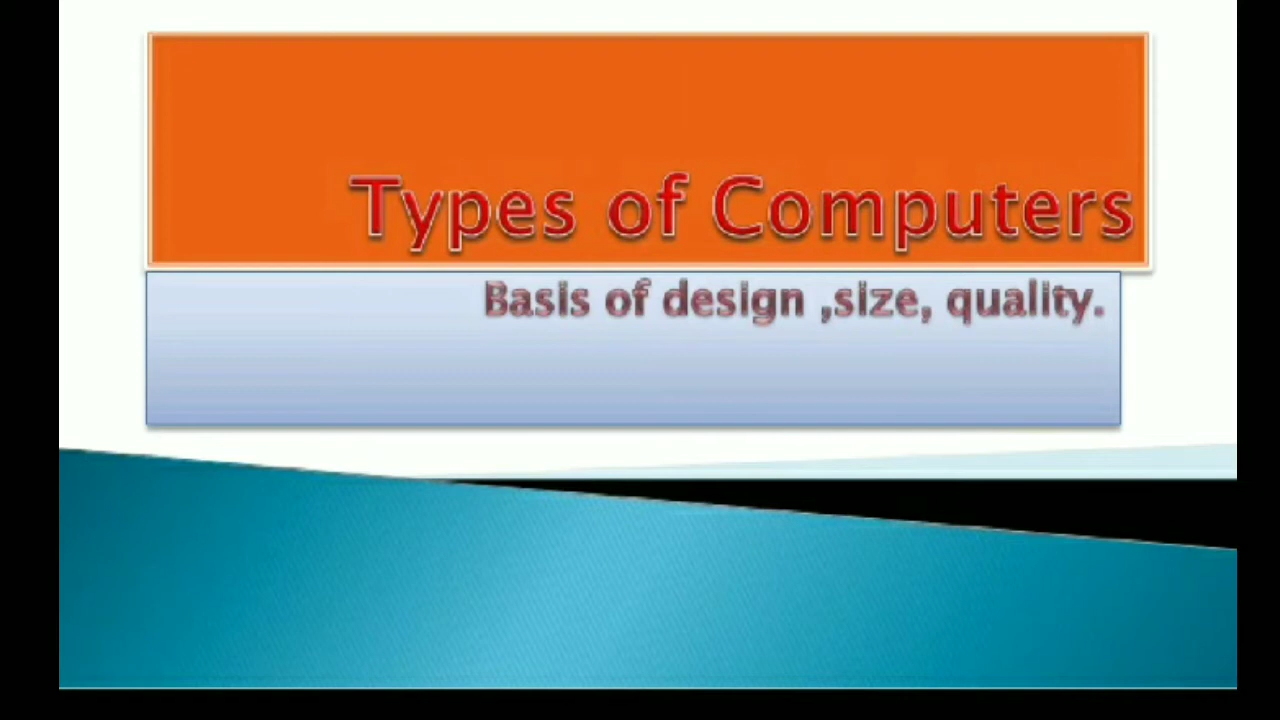 Types of Computers
Basis of design ,size, quality.